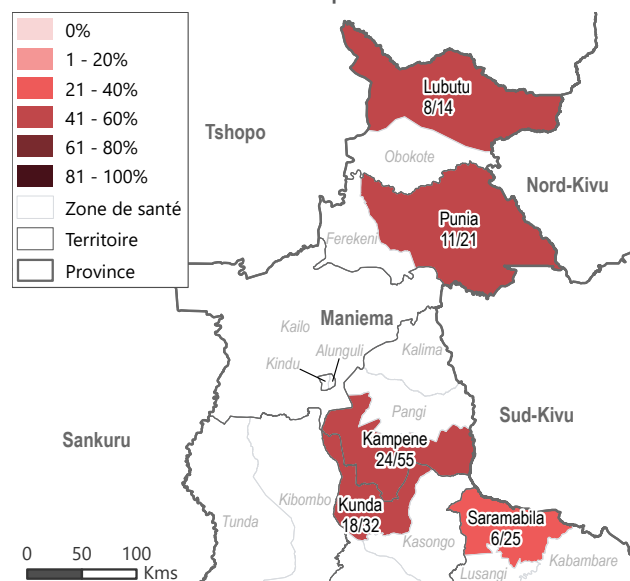 0%
1 - 20%
21 - 40%
41 - 60%
61 - 80%
81 - 100%
Zone de santé
Territoire
Province
Lubutu
8/14
Tshopo
Obokote
Nord-Kivu
Punia
11/21
Ferekeni
Maniema
Kailo
Alunguli
Kalima
Kindu
Pangi
Sud-Kivu
Sankuru
Kampene
24/55
Kibombo
Kunda
18/32
Saramabila
6/25
Tunda
Kasongo
Kabambare
Lusangi
0 50 100
Kms